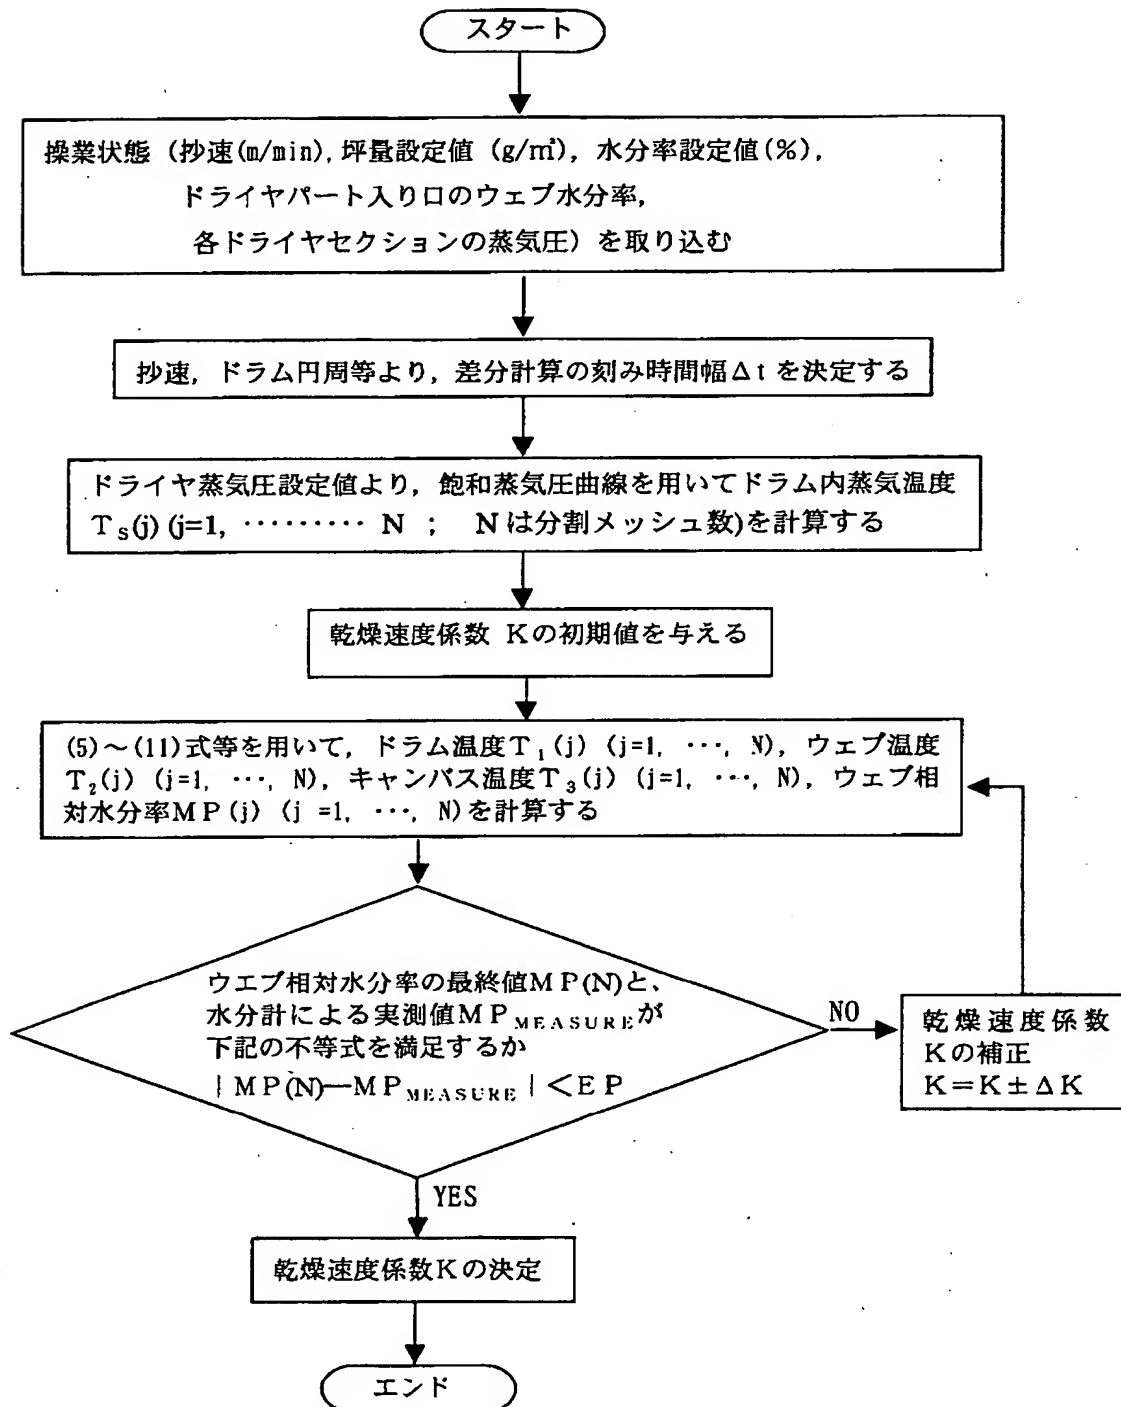 スタート
操業状態 (抄速(m/min), 坪量設定値 (g/㎡), 水分率設定値(%),
ドライヤパート入り口のウェブ水分率,
各ドライヤセクションの蒸気圧) を取り込む
抄速, ドラム円周等より, 差分計算の刻み時間幅Δtを決定する
ドライヤ蒸気圧設定値より, 飽和蒸気圧曲線を用いてドラム内蒸気温度
TS(j) (j=1, ········· N ; Nは分割メッシュ数)を計算する
乾燥速度係数 Kの初期値を与える
(5)〜(11)式等を用いて, ドラム温度T1(j) (j=1, ···, N), ウェブ温度
T2(j) (j=1, ···, N), キャンバス温度T3(j) (j=1, ···, N), ウェブ相
対水分率MP(j) (j =1, ···, N)を計算する
ウエブ相対水分率の最終値MP(N)と、
水分計による実測値MPMEASUREが
下記の不等式を満足するか
|MP(N)―MPMEASURE|<EP
NO
乾燥速度係数
Kの補正
K=K±ΔK
YES
乾燥速度係数Kの決定
エンド